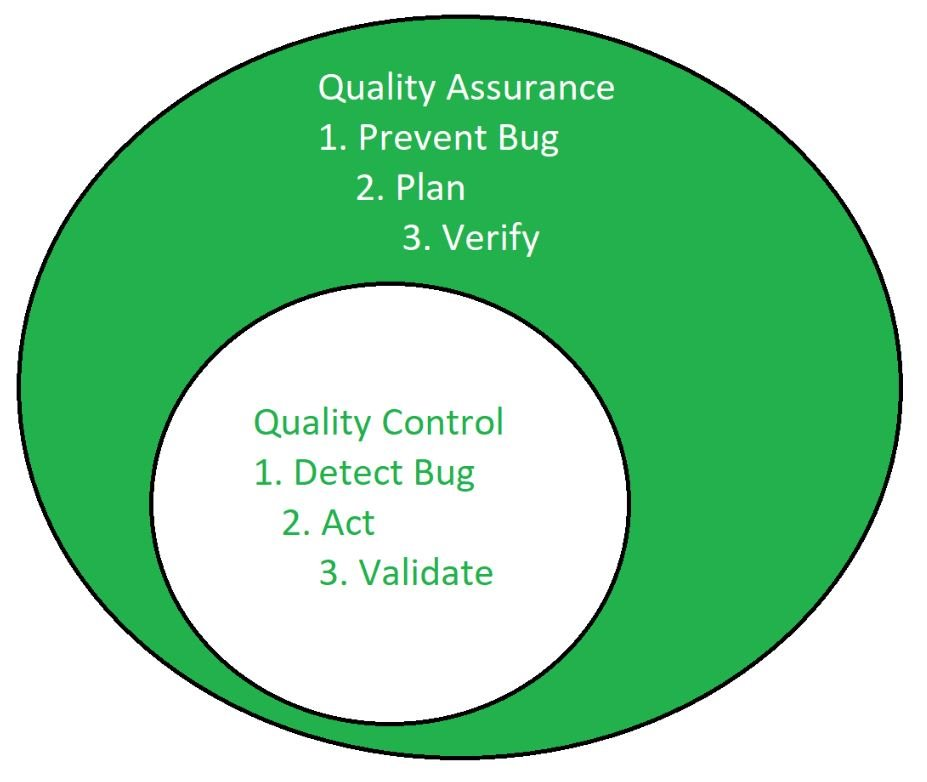 Quality Assurance
1. Prevent Bug
2. Plan
3. Verify
Quality Control
1. Detect Bug
2. Act
3. Validate